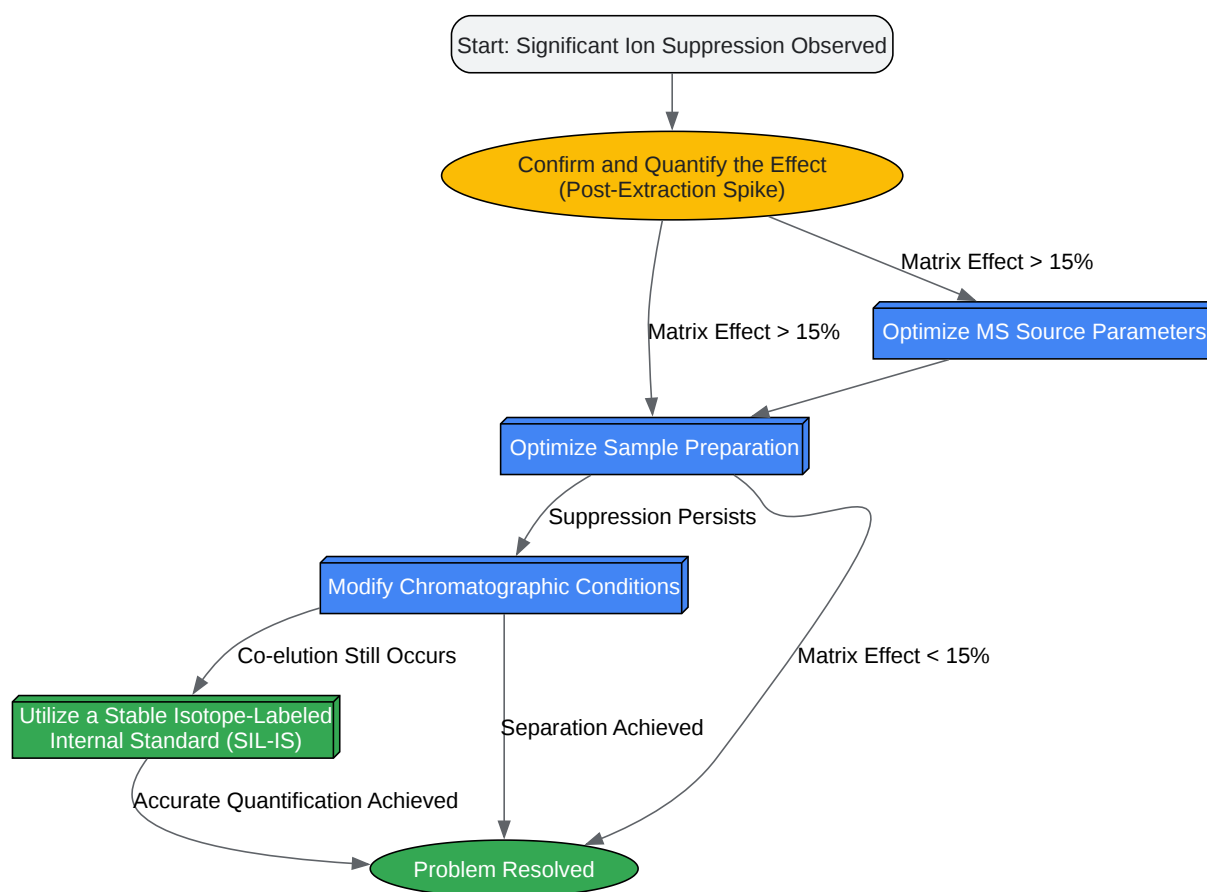 Start: Significant Ion Suppression Observed
Confirm and Quantify the Effect
(Post-Extraction Spike)
Matrix Effect > 15%
Optimize MS Source Parameters
Matrix Effect > 15%
Optimize Sample Preparation
Suppression Persists
Modify Chromatographic Conditions
Co-elution Still Occurs
Matrix Effect < 15%
Utilize a Stable Isotope-Labeled
Internal Standard (SIL-IS)
Separation Achieved
Accurate Quantification Achieved
Problem Resolved